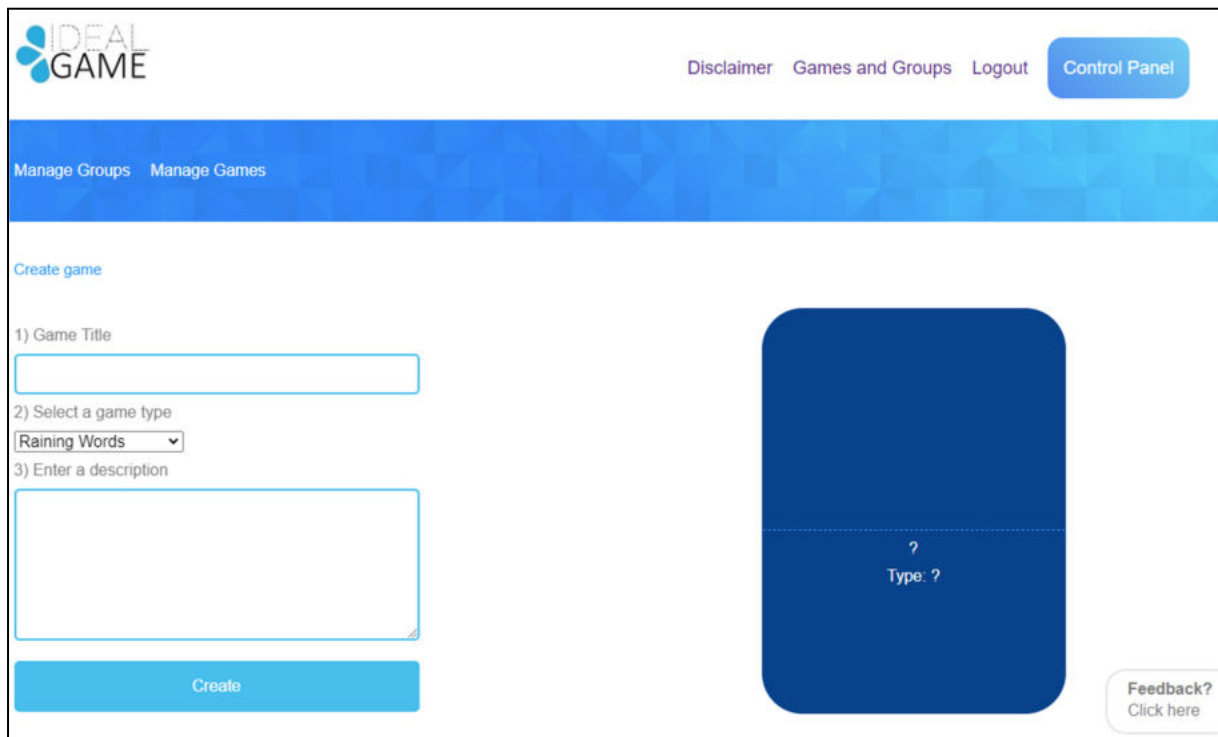 IDEAL
GAME
Disclaimer Games and Groups Logout Control Panel
Manage Groups Manage Games
Create game
1) Game Title
2) Select a game type
Raining Words
3) Enter a description
Create
?
Type: ?
Feedback?
Click here